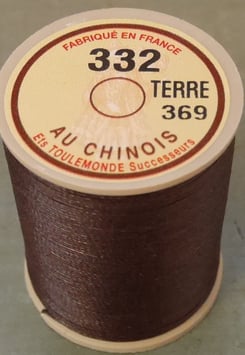 FABRIQUÉ EN FRANCE
332
TERRE
369
AU CHINOIS
Ets TOULEMONDE Successeurs